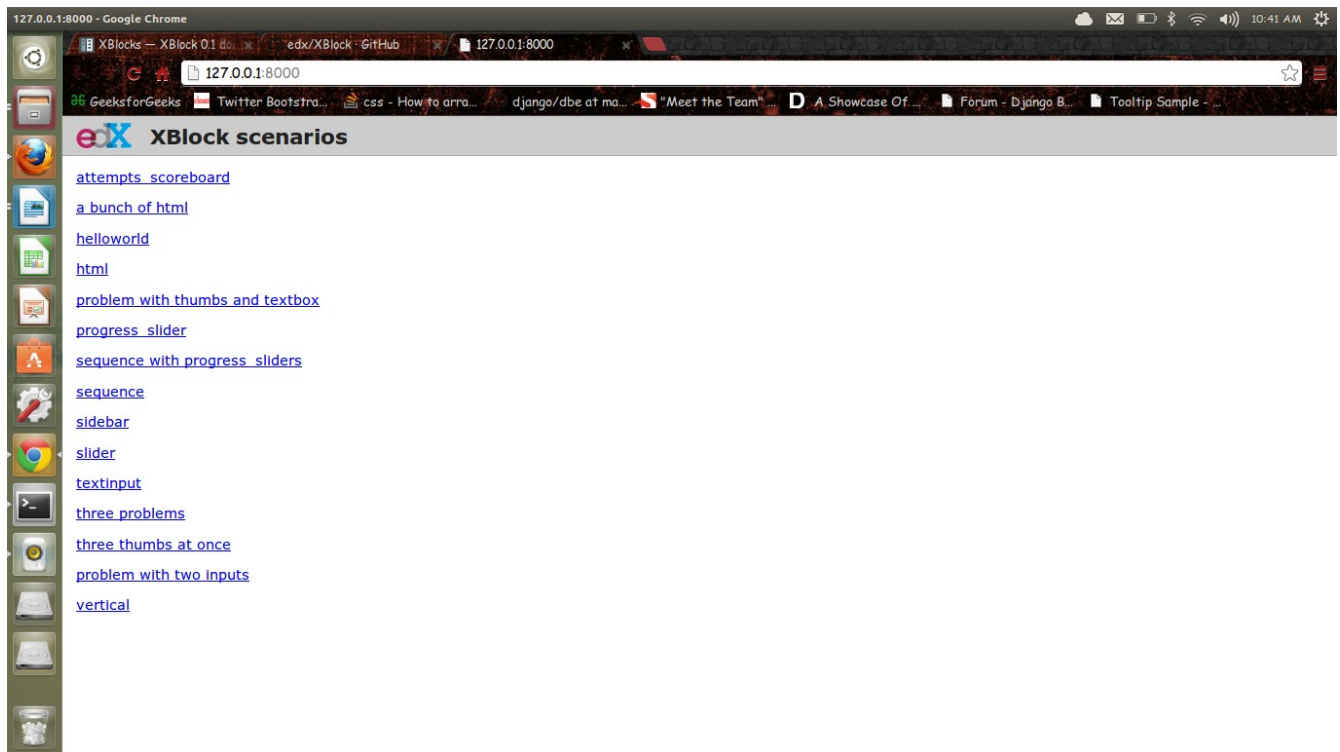 127.0.0.1:8000 - Google Chrome 10:41 AM
XBlocks — XBlock 0.1 do edx/XBlock · GitHub 127.0.0.1:8000
127.0.0.1:8000
GeeksforGeeks Twitter Bootstra... css - How to arra... django/dbe at ma... "Meet the Team" ... D A Showcase Of ... Forum - Django B... Tooltip Sample - ...
edX XBlock scenarios
attempts_scoreboard
a bunch of html
helloworld
html
problem with thumbs and textbox
progress_slider
sequence with progress_sliders
sequence
sidebar
slider
textinput
three problems
three thumbs at once
problem with two inputs
vertical